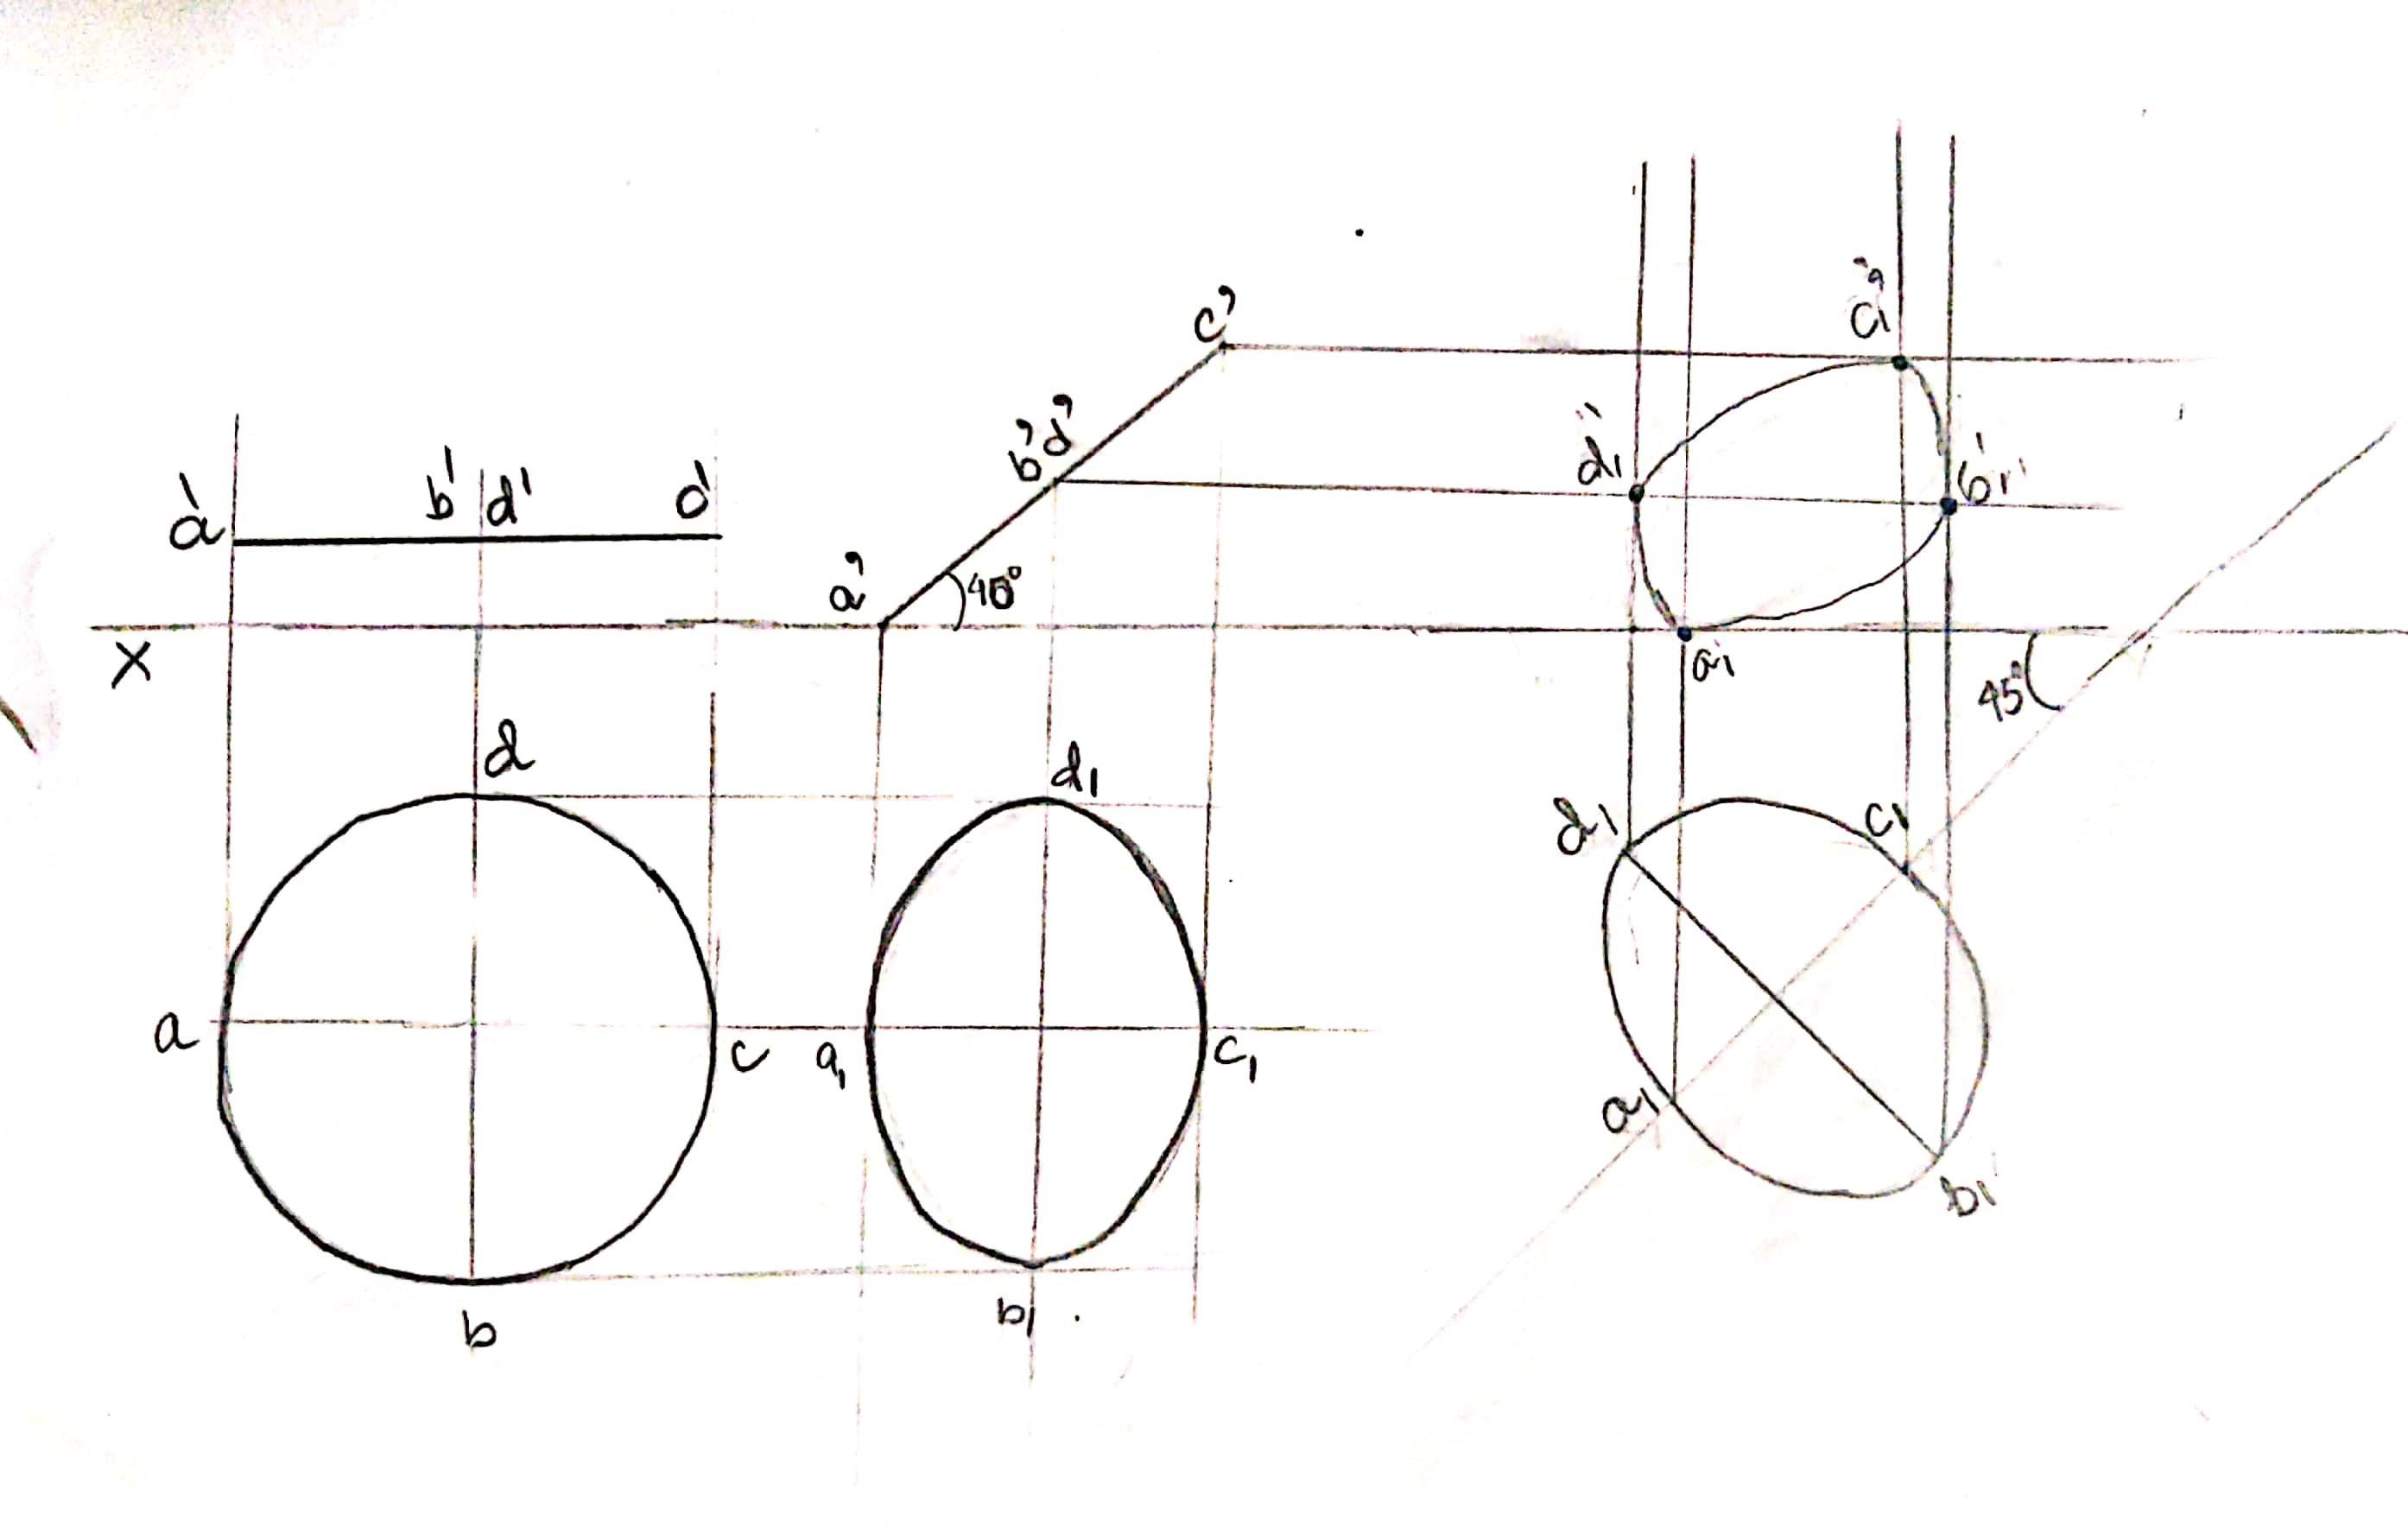 c₁"
c'
d₁" b₁"
b' d'
a' b' d' c'
a' 40°
X a₁" 45°
d d₁
d₁ c₁
a c a₁ c₁
a₁
b₁
b b₁